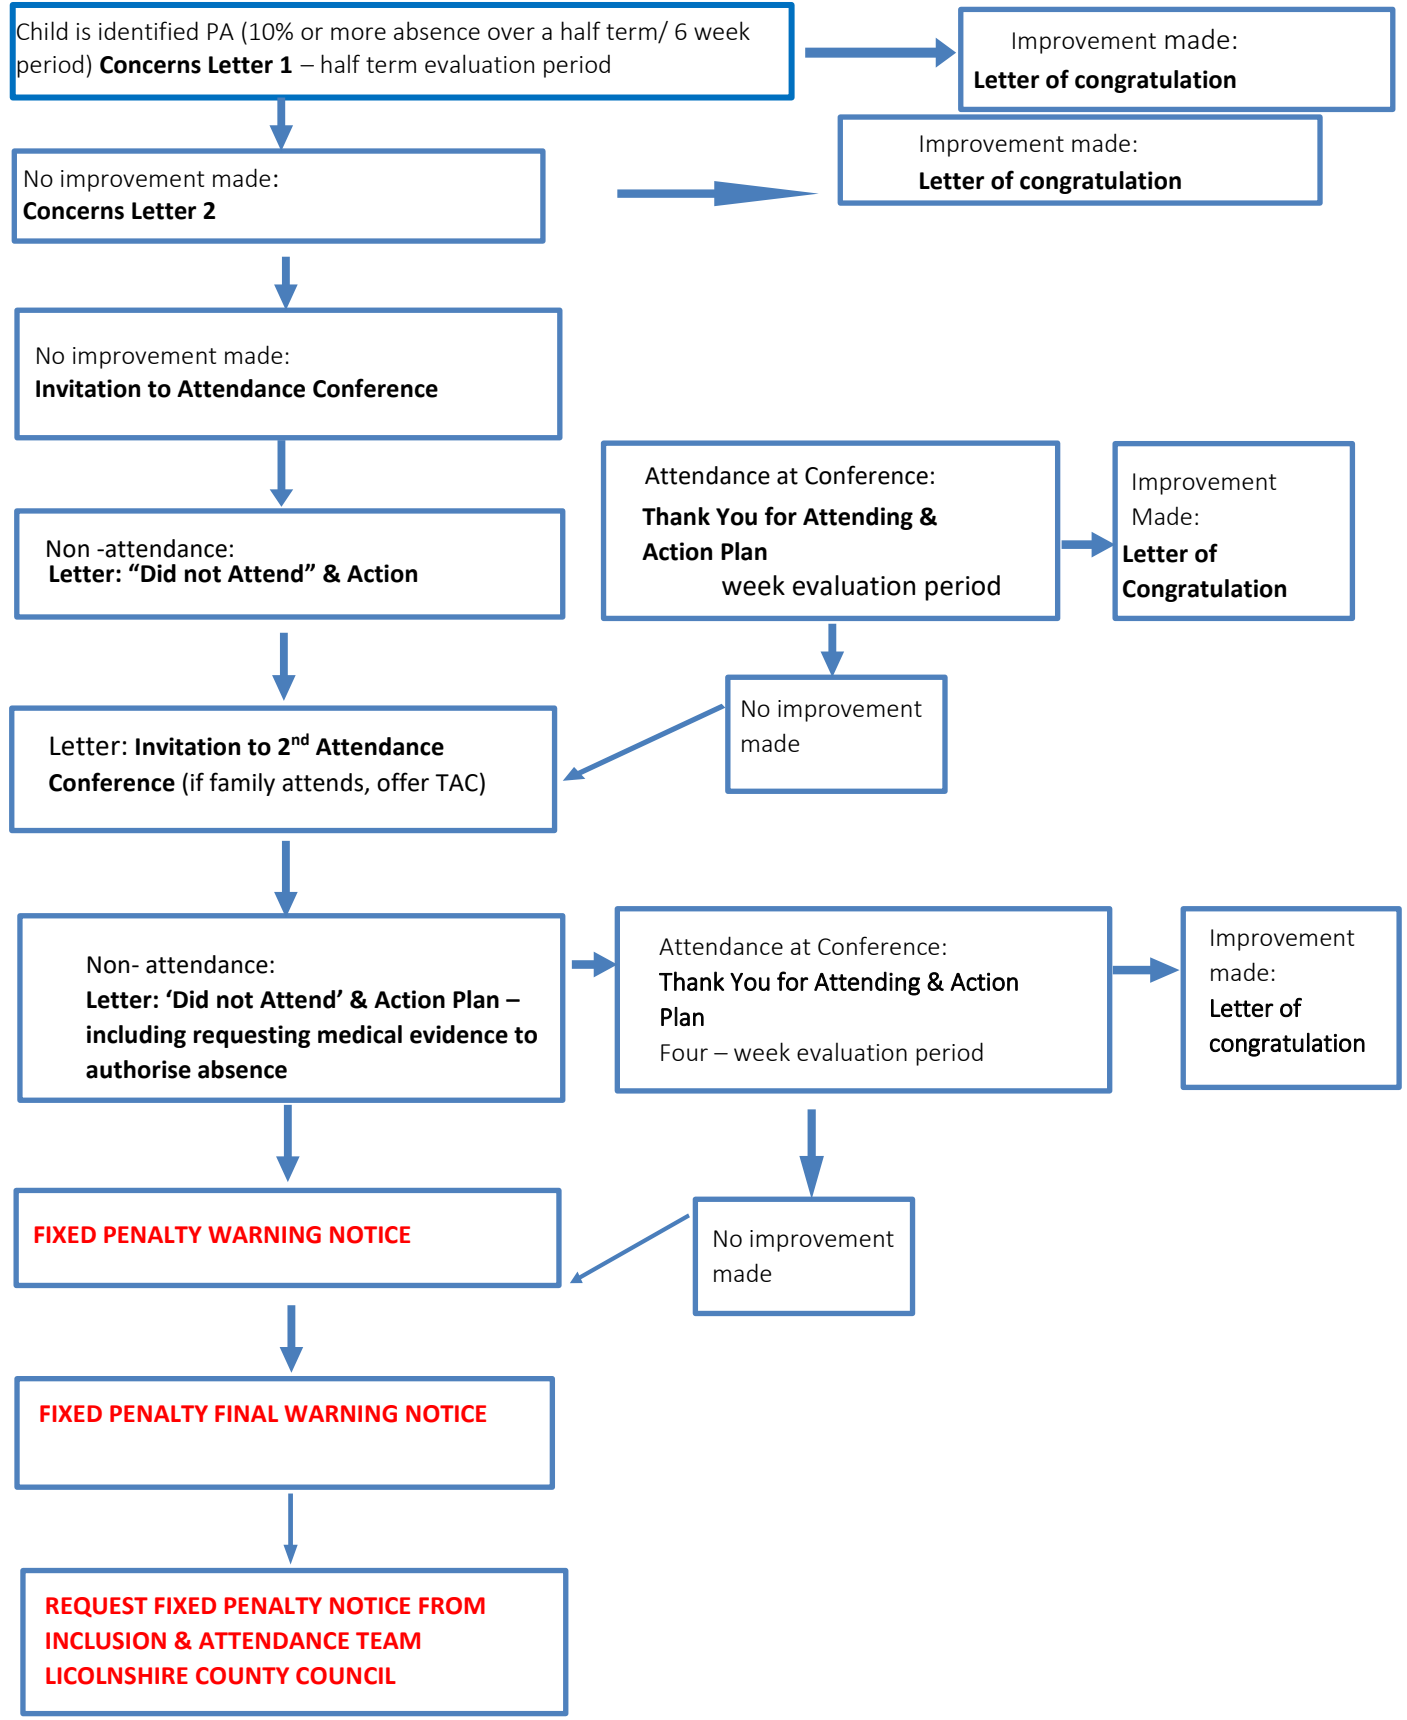 Child is identified PA (10% or more absence over a half term/ 6 week
period) Concerns Letter 1 – half term evaluation period
Improvement made:
Letter of congratulation
Improvement made:
Letter of congratulation
No improvement made:
Concerns Letter 2
No improvement made:
Invitation to Attendance Conference
Attendance at Conference:
Thank You for Attending &
Action Plan
week evaluation period
Improvement
Made:
Letter of
Congratulation
Non -attendance:
Letter: “Did not Attend” & Action
No improvement
made
Letter: Invitation to 2nd Attendance
Conference (if family attends, offer TAC)
Non- attendance:
Letter: ‘Did not Attend’ & Action Plan –
including requesting medical evidence to
authorise absence
Attendance at Conference:
Thank You for Attending & Action
Plan
Four – week evaluation period
Improvement
made:
Letter of
congratulation
FIXED PENALTY WARNING NOTICE
No improvement
made
FIXED PENALTY FINAL WARNING NOTICE
REQUEST FIXED PENALTY NOTICE FROM
INCLUSION & ATTENDANCE TEAM
LICOLNSHIRE COUNTY COUNCIL